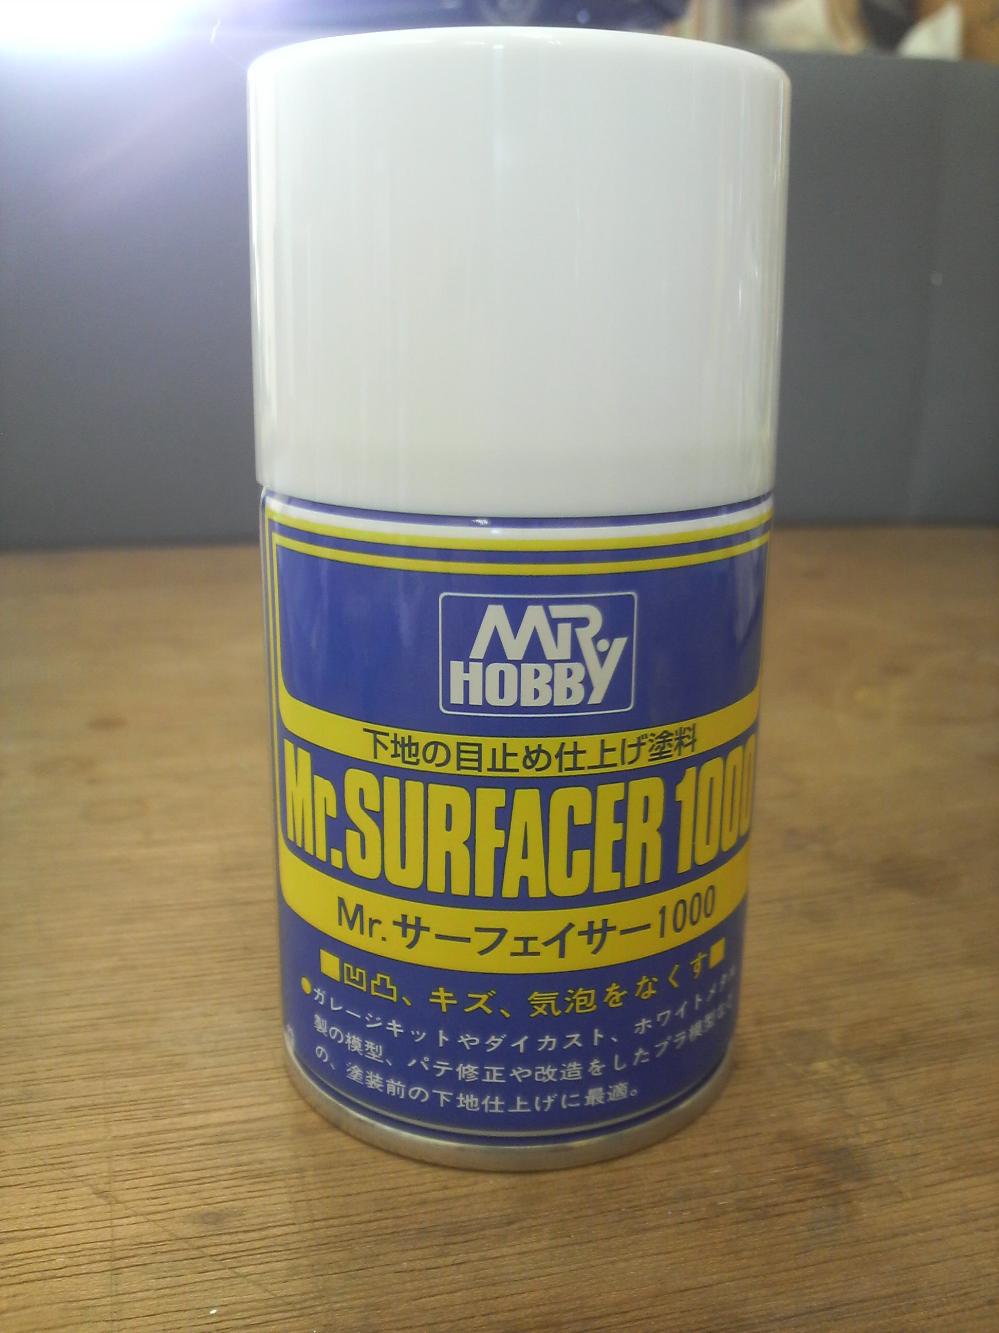 MR.
HOBBY
下地の目止め仕上げ塗料
Mr.SURFACER 1000
Mr.サーフェイサー1000
■凹凸、キズ、気泡をなくす■
●ガレージキットやダイカスト、ホワイトメタル
製の模型、パテ修正や改造をしたプラ模型など
の、塗装前の下地仕上げに最適。